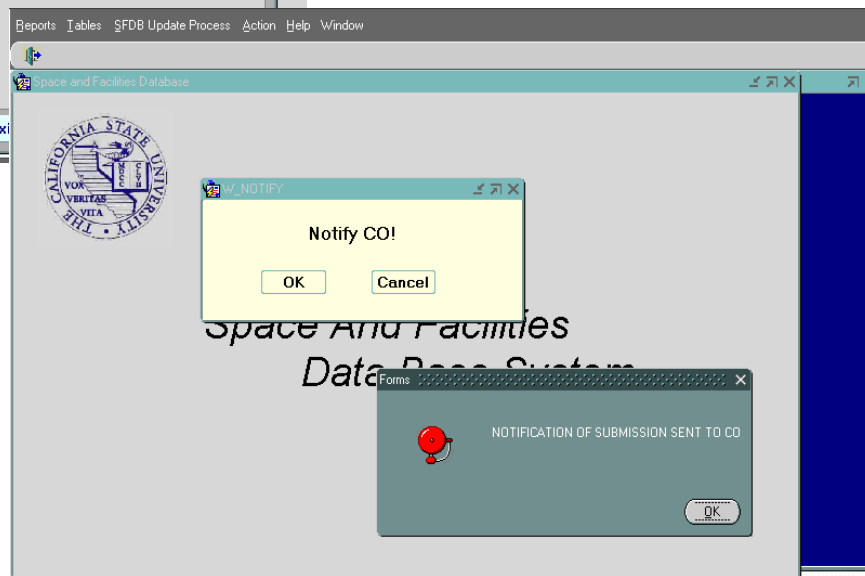 Reports Tables SFDB Update Process Action Help Window
Space and Facilities Database
xi
THE CALIFORNIA STATE UNIVERSITY
VOX
VERITAS
VITA
W_NOTIFY
Notify CO!
OK Cancel
Space And Facilities
Data Base System
Forms
NOTIFICATION OF SUBMISSION SENT TO CO
OK